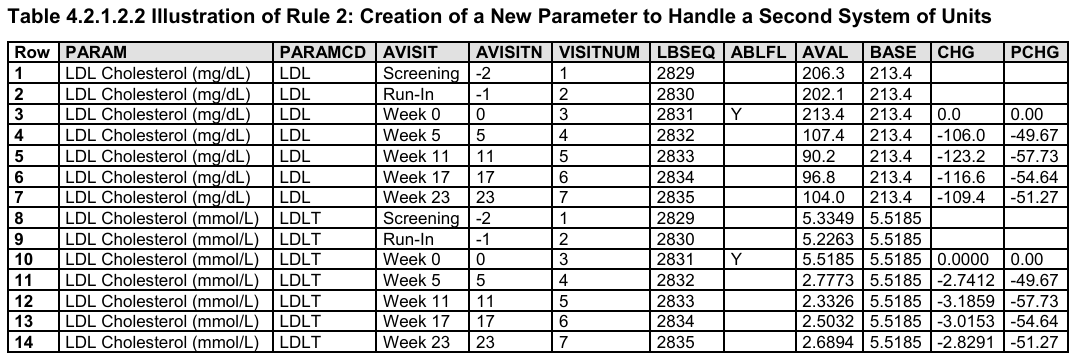 Table 4.2.1.2.2 Illustration of Rule 2: Creation of a New Parameter to Handle a Second System of Units
Row PARAM PARAMCD AVISIT AVISITN VISITNUM LBSEQ ABLFL AVAL BASE CHG PCHG
1 LDL Cholesterol (mg/dL) LDL Screening -2 1 2829 206.3 213.4
2 LDL Cholesterol (mg/dL) LDL Run-In -1 2 2830 202.1 213.4
3 LDL Cholesterol (mg/dL) LDL Week 0 0 3 2831 Y 213.4 213.4 0.0 0.00
4 LDL Cholesterol (mg/dL) LDL Week 5 5 4 2832 107.4 213.4 -106.0 -49.67
5 LDL Cholesterol (mg/dL) LDL Week 11 11 5 2833 90.2 213.4 -123.2 -57.73
6 LDL Cholesterol (mg/dL) LDL Week 17 17 6 2834 96.8 213.4 -116.6 -54.64
7 LDL Cholesterol (mg/dL) LDL Week 23 23 7 2835 104.0 213.4 -109.4 -51.27
8 LDL Cholesterol (mmol/L) LDLT Screening -2 1 2829 5.3349 5.5185
9 LDL Cholesterol (mmol/L) LDLT Run-In -1 2 2830 5.2263 5.5185
10 LDL Cholesterol (mmol/L) LDLT Week 0 0 3 2831 Y 5.5185 5.5185 0.0000 0.00
11 LDL Cholesterol (mmol/L) LDLT Week 5 5 4 2832 2.7773 5.5185 -2.7412 -49.67
12 LDL Cholesterol (mmol/L) LDLT Week 11 11 5 2833 2.3326 5.5185 -3.1859 -57.73
13 LDL Cholesterol (mmol/L) LDLT Week 17 17 6 2834 2.5032 5.5185 -3.0153 -54.64
14 LDL Cholesterol (mmol/L) LDLT Week 23 23 7 2835 2.6894 5.5185 -2.8291 -51.27